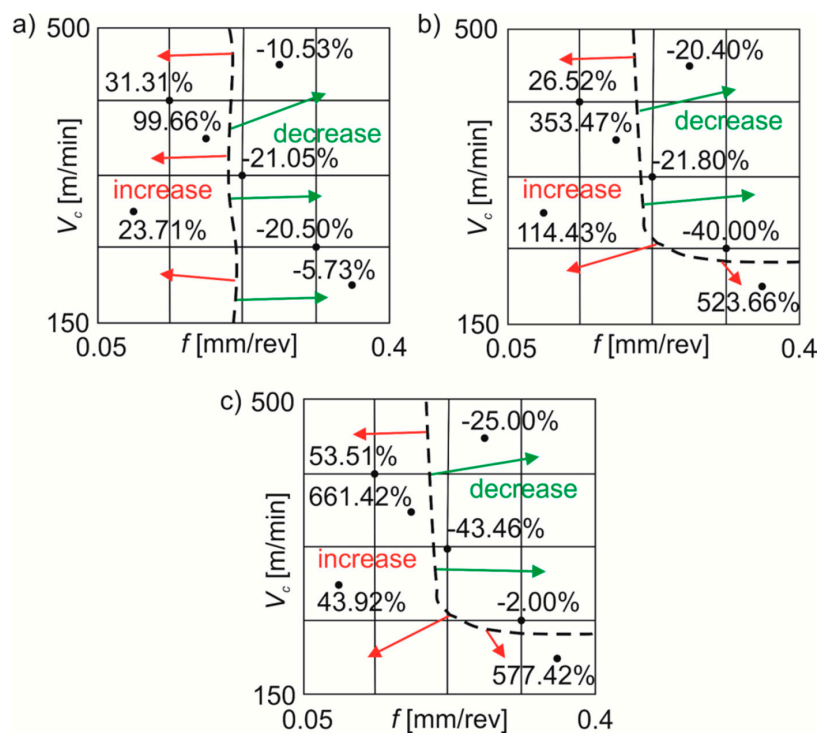 a)
500
-10.53%
31.31%
99.66%
decrease
-21.05%
increase
23.71%
-20.50%
-5.73%
150
0.05
0.4
f [mm/rev]
Vc [m/min]
b)
500
-20.40%
26.52%
353.47%
decrease
-21.80%
increase
114.43%
-40.00%
523.66%
150
0.05
0.4
f [mm/rev]
Vc [m/min]
c)
500
-25.00%
53.51%
661.42%
decrease
-43.46%
increase
43.92%
-2.00%
577.42%
150
0.05
0.4
f [mm/rev]
Vc [m/min]